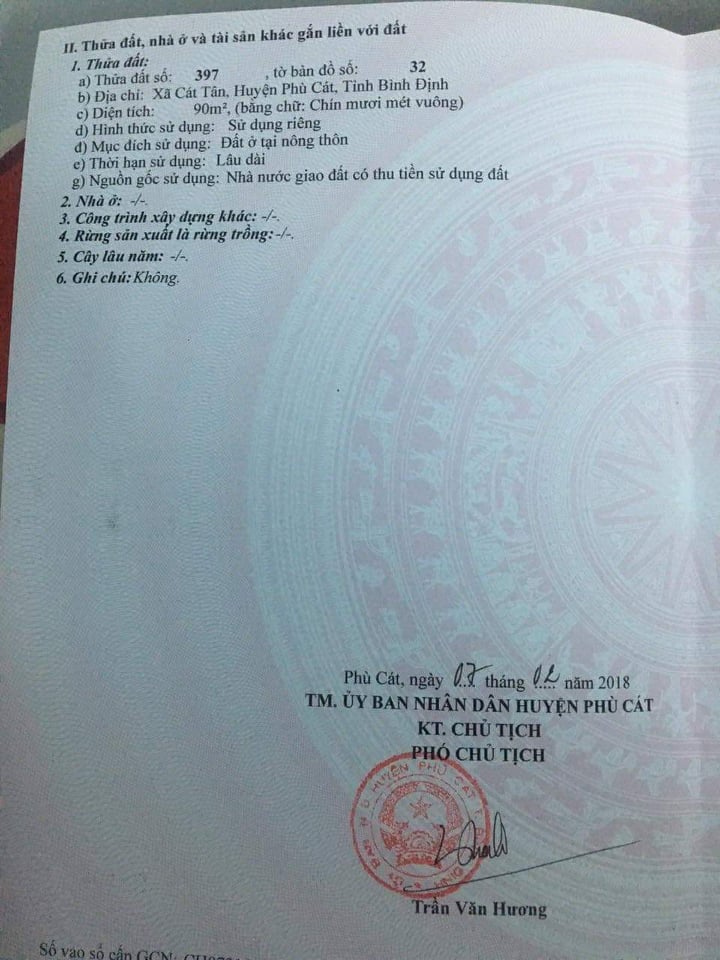 II. Thửa đất, nhà ở và tài sản khác gắn liền với đất
1. Thửa đất:
a) Thửa đất số: 397 , tờ bản đồ số: 32
b) Địa chỉ: Xã Cát Tân, Huyện Phù Cát, Tỉnh Bình Định
c) Diện tích: 90m², (bằng chữ: Chín mươi mét vuông)
d) Hình thức sử dụng: Sử dụng riêng
đ) Mục đích sử dụng: Đất ở tại nông thôn
e) Thời hạn sử dụng: Lâu dài
g) Nguồn gốc sử dụng: Nhà nước giao đất có thu tiền sử dụng đất
2. Nhà ở: -/-.
3. Công trình xây dựng khác: -/-.
4. Rừng sản xuất là rừng trồng: -/-.
5. Cây lâu năm: -/-.
6. Ghi chú: Không.
Phù Cát, ngày 07 tháng 02 năm 2018
TM. ỦY BAN NHÂN DÂN HUYỆN PHÙ CÁT
KT. CHỦ TỊCH
PHÓ CHỦ TỊCH
HUYỆN PHÙ CÁT
Trần Văn Hương
Số vào sổ cấp GCN: